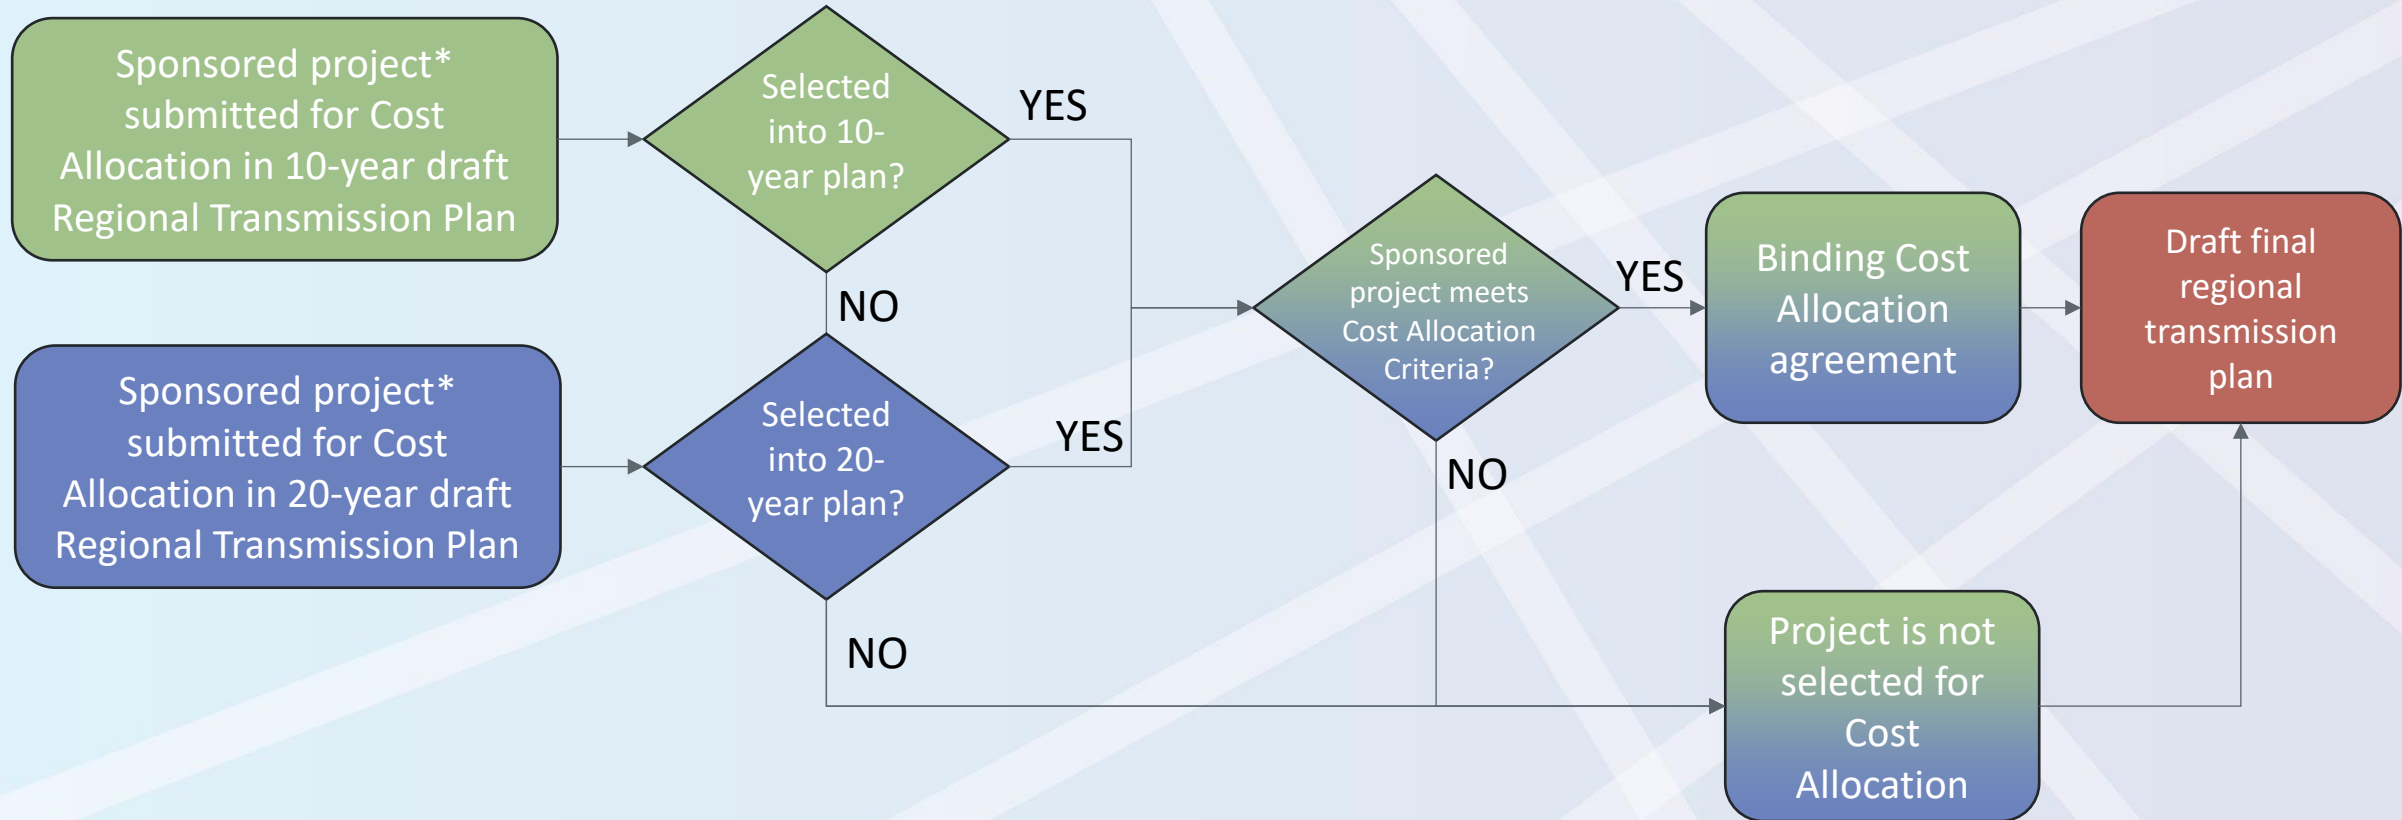 Sponsored project*
submitted for Cost
Allocation in 10-year draft
Regional Transmission Plan
Selected
into 10-
year plan?
YES
NO
Sponsored project*
submitted for Cost
Allocation in 20-year draft
Regional Transmission Plan
Selected
into 20-
year plan?
YES
NO
Sponsored
project meets
Cost Allocation
Criteria?
YES
NO
Binding Cost
Allocation
agreement
Draft final
regional
transmission
plan
Project is not
selected for
Cost
Allocation